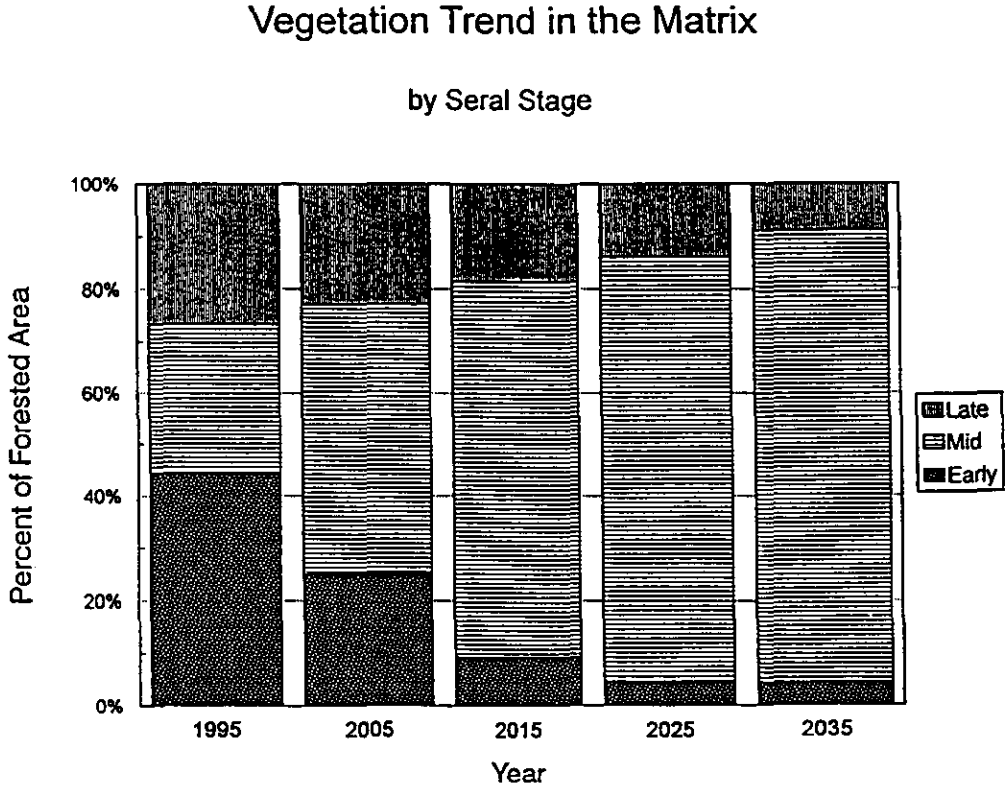 Vegetation Trend in the Matrix
by Seral Stage
Percent of Forested Area
100%
80%
60%
40%
20%
0%
1995 2005 2015 2025 2035
Year
Late
Mid
Early